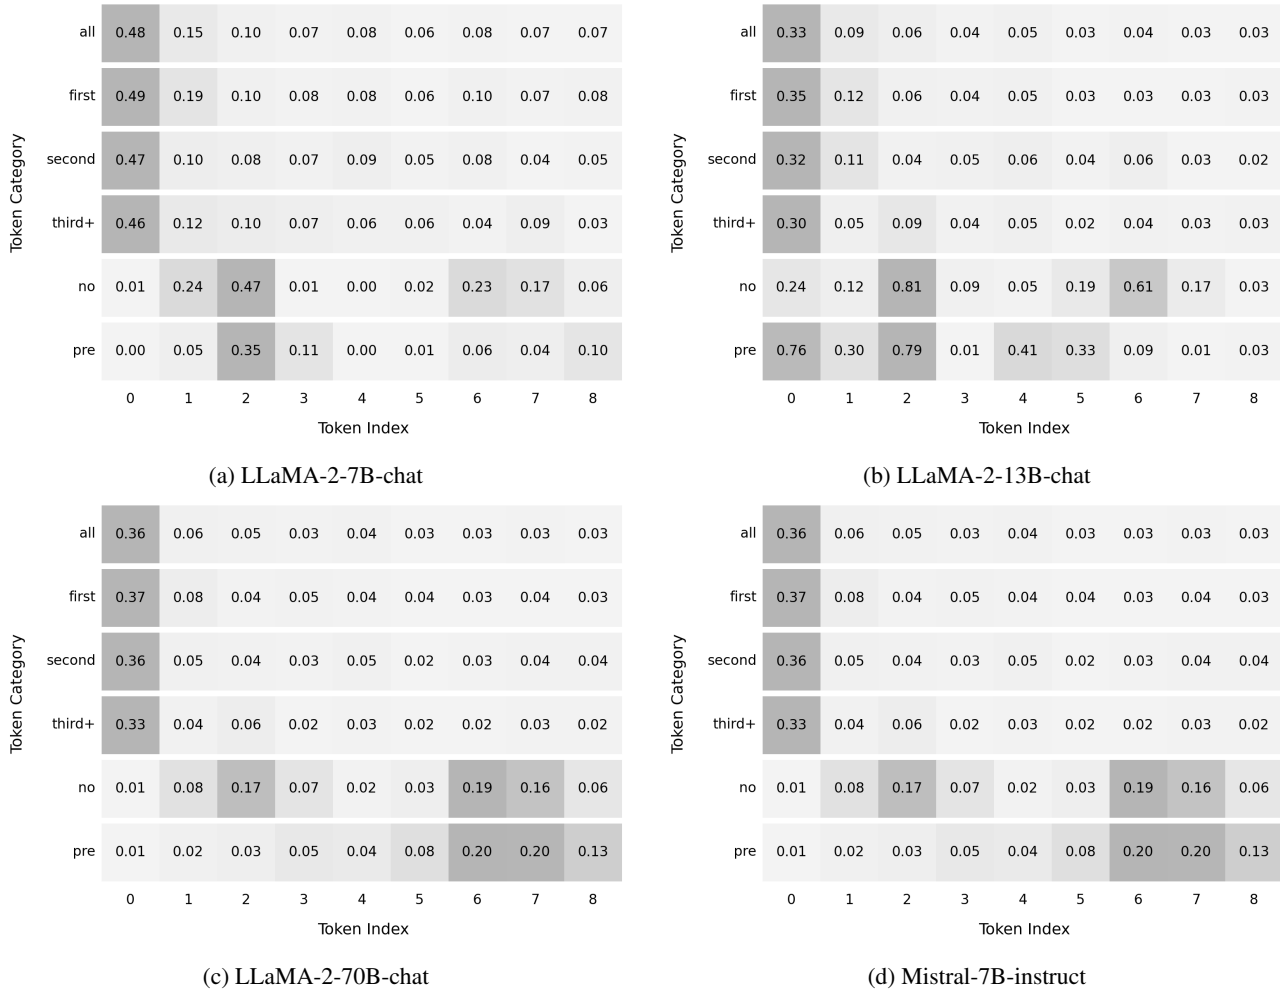 all 0.48 0.15 0.10 0.07 0.08 0.06 0.08 0.07 0.07
first 0.49 0.19 0.10 0.08 0.08 0.06 0.10 0.07 0.08
second 0.47 0.10 0.08 0.07 0.09 0.05 0.08 0.04 0.05
third+ 0.46 0.12 0.10 0.07 0.06 0.06 0.04 0.09 0.03
no 0.01 0.24 0.47 0.01 0.00 0.02 0.23 0.17 0.06
pre 0.00 0.05 0.35 0.11 0.00 0.01 0.06 0.04 0.10
0 1 2 3 4 5 6 7 8
Token Category
Token Index
(a) LLaMA-2-7B-chat
all 0.33 0.09 0.06 0.04 0.05 0.03 0.04 0.03 0.03
first 0.35 0.12 0.06 0.04 0.05 0.03 0.03 0.03 0.03
second 0.32 0.11 0.04 0.05 0.06 0.04 0.06 0.03 0.02
third+ 0.30 0.05 0.09 0.04 0.05 0.02 0.04 0.03 0.03
no 0.24 0.12 0.81 0.09 0.05 0.19 0.61 0.17 0.03
pre 0.76 0.30 0.79 0.01 0.41 0.33 0.09 0.01 0.03
0 1 2 3 4 5 6 7 8
Token Category
Token Index
(b) LLaMA-2-13B-chat
all 0.36 0.06 0.05 0.03 0.04 0.03 0.03 0.03 0.03
first 0.37 0.08 0.04 0.05 0.04 0.04 0.03 0.04 0.03
second 0.36 0.05 0.04 0.03 0.05 0.02 0.03 0.04 0.04
third+ 0.33 0.04 0.06 0.02 0.03 0.02 0.02 0.03 0.02
no 0.01 0.08 0.17 0.07 0.02 0.03 0.19 0.16 0.06
pre 0.01 0.02 0.03 0.05 0.04 0.08 0.20 0.20 0.13
0 1 2 3 4 5 6 7 8
Token Category
Token Index
(c) LLaMA-2-70B-chat
all 0.36 0.06 0.05 0.03 0.04 0.03 0.03 0.03 0.03
first 0.37 0.08 0.04 0.05 0.04 0.04 0.03 0.04 0.03
second 0.36 0.05 0.04 0.03 0.05 0.02 0.03 0.04 0.04
third+ 0.33 0.04 0.06 0.02 0.03 0.02 0.02 0.03 0.02
no 0.01 0.08 0.17 0.07 0.02 0.03 0.19 0.16 0.06
pre 0.01 0.02 0.03 0.05 0.04 0.08 0.20 0.20 0.13
0 1 2 3 4 5 6 7 8
Token Category
Token Index
(d) Mistral-7B-instruct